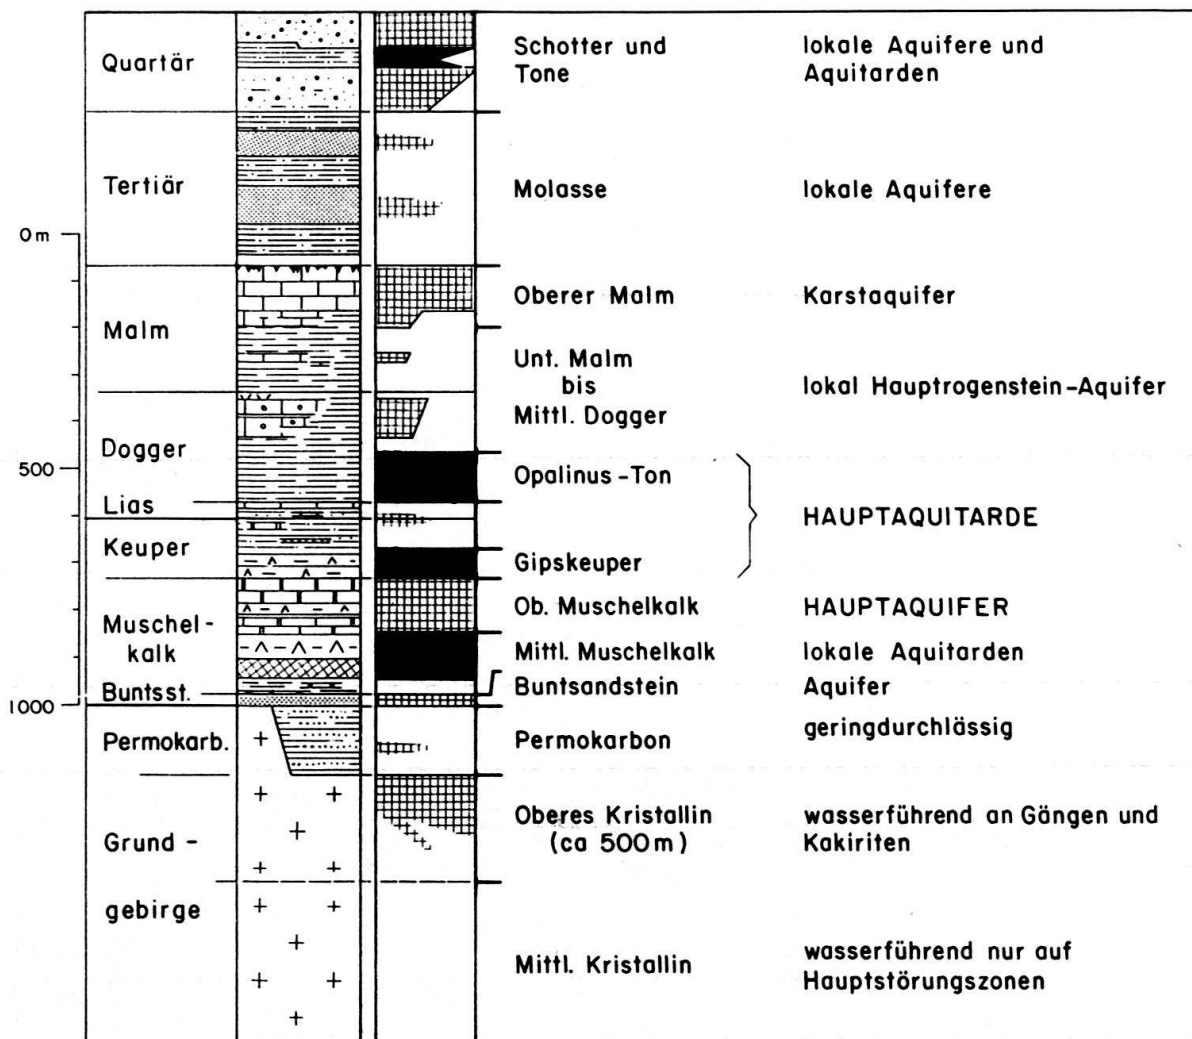 Quartär
Schotter und
Tone
lokale Aquifere und
Aquitarden
Tertiär
Molasse
lokale Aquifere
0 m
Malm
Oberer Malm
Karstaquifer
Unt. Malm
bis
Mittl. Dogger
lokal Hauptrogenstein-Aquifer
Dogger
500
Opalinus-Ton
Lias
HAUPTAQUITARDE
Keuper
Gipskeuper
Muschel-
kalk
Ob. Muschelkalk
HAUPTAQUIFER
Mittl. Muschelkalk
lokale Aquitarden
Buntsst.
Buntsandstein
Aquifer
1000
Permokarb.
Permokarbon
geringdurchlässig
Grund-
gebirge
Oberes Kristallin
(ca 500m)
wasserführend an Gängen und
Kakiriten
Mittl. Kristallin
wasserführend nur auf
Hauptstörungszonen